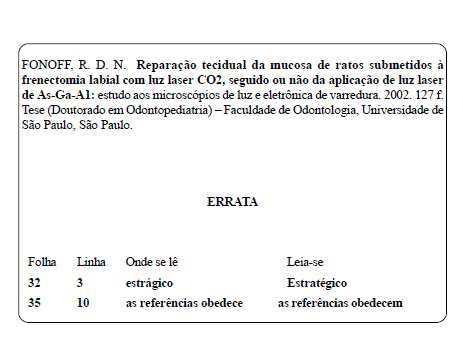 FONOFF, R. D. N. Reparação tecidual da mucosa de ratos submetidos à
frenectomia labial com luz laser CO2, seguido ou não da aplicação de luz laser
de As-Ga-A1: estudo aos microscópios de luz e eletrônica de varredura. 2002. 127 f.
Tese (Doutorado em Odontopediatria) – Faculdade de Odontologia, Universidade de
São Paulo, São Paulo.
ERRATA
Folha Linha Onde se lê Leia-se
32 3 estrágico Estratégico
35 10 as referências obedece as referências obedecem